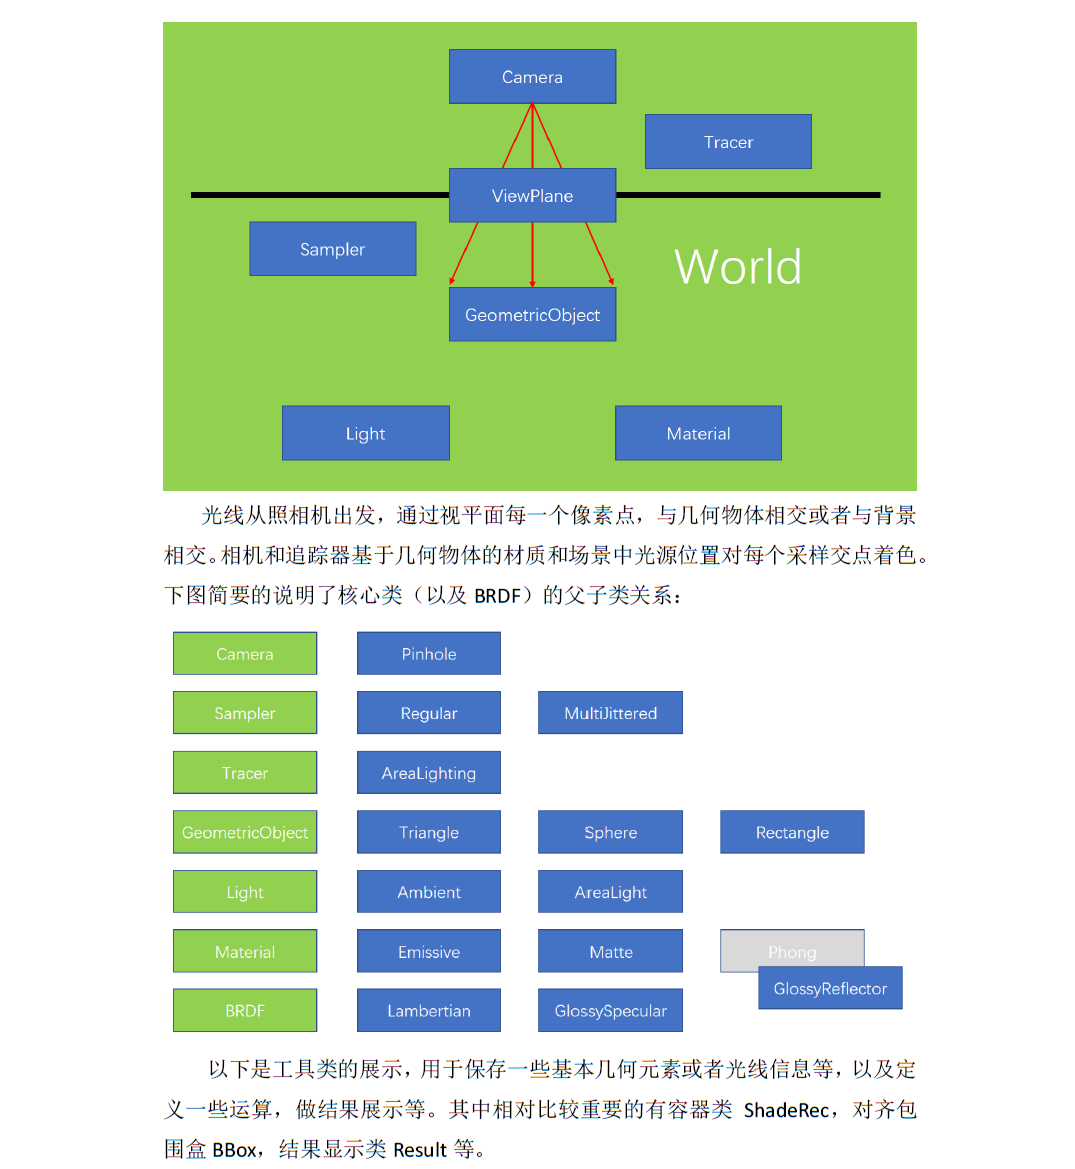 Camera
Tracer
ViewPlane
Sampler
World
GeometricObject
Light
Material
光线从照相机出发，通过视平面每一个像素点，与几何物体相交或者与背景
相交。相机和追踪器基于几何物体的材质和场景中光源位置对每个采样交点着色。
下图简要的说明了核心类（以及 BRDF）的父子类关系：
Camera Pinhole
Sampler Regular MultiJittered
Tracer AreaLighting
GeometricObject Triangle Sphere Rectangle
Light Ambient AreaLight
Material Emissive Matte Phong
GlossyReflector
BRDF Lambertian GlossySpecular
以下是工具类的展示，用于保存一些基本几何元素或者光线信息等，以及定
义一些运算，做结果展示等。其中相对比较重要的有容器类 ShadeRec，对齐包
围盒 BBox，结果显示类 Result 等。